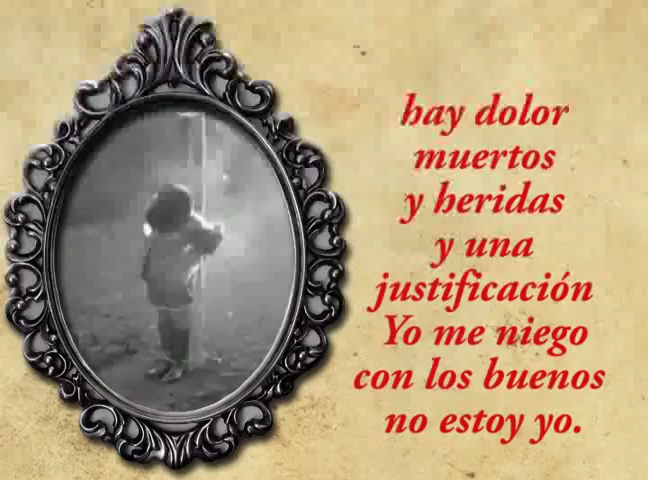 hay dolor
muertos
y heridas
y una
justificación
Yo me niego
con los buenos
no estoy yo.